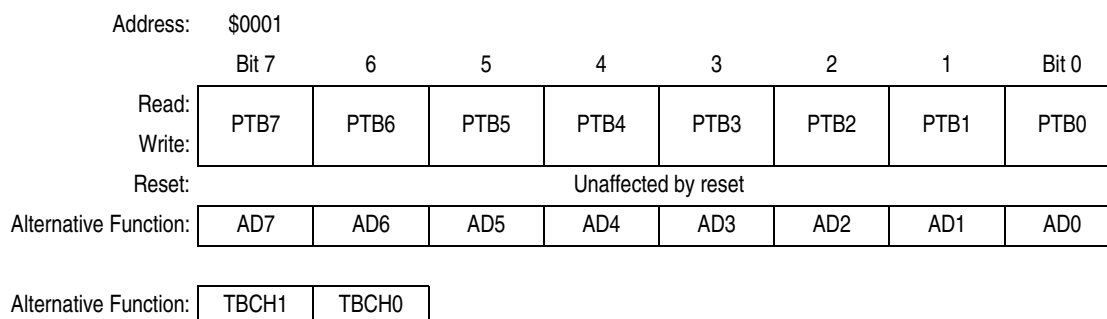 Address: $0001
Bit 7 6 5 4 3 2 1 Bit 0
Read:
PTB7 PTB6 PTB5 PTB4 PTB3 PTB2 PTB1 PTB0
Write:
Reset: Unaffected by reset
Alternative Function: AD7 AD6 AD5 AD4 AD3 AD2 AD1 AD0
Alternative Function: TBCH1 TBCH0